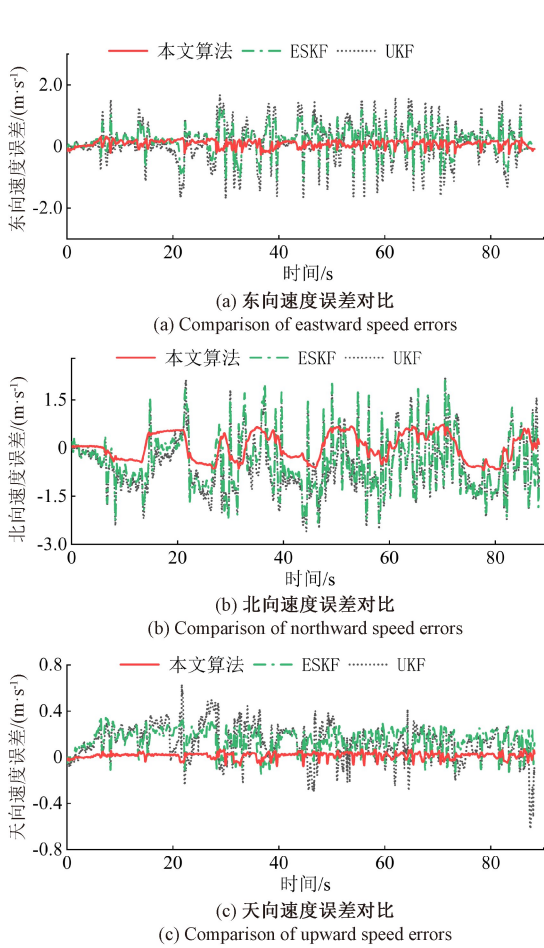 本文算法 ESKF UKF
东向速度误差/(m·s⁻¹)
2.0
0
-2.0
0 20 40 60 80
时间/s
(a) 东向速度误差对比
(a) Comparison of eastward speed errors
本文算法 ESKF UKF
北向速度误差/(m·s⁻¹)
1.5
0
-1.5
-3.0
0 20 40 60 80
时间/s
(b) 北向速度误差对比
(b) Comparison of northward speed errors
本文算法 ESKF UKF
天向速度误差/(m·s⁻¹)
0.8
0.4
0
-0.4
-0.8
0 20 40 60 80
时间/s
(c) 天向速度误差对比
(c) Comparison of upward speed errors